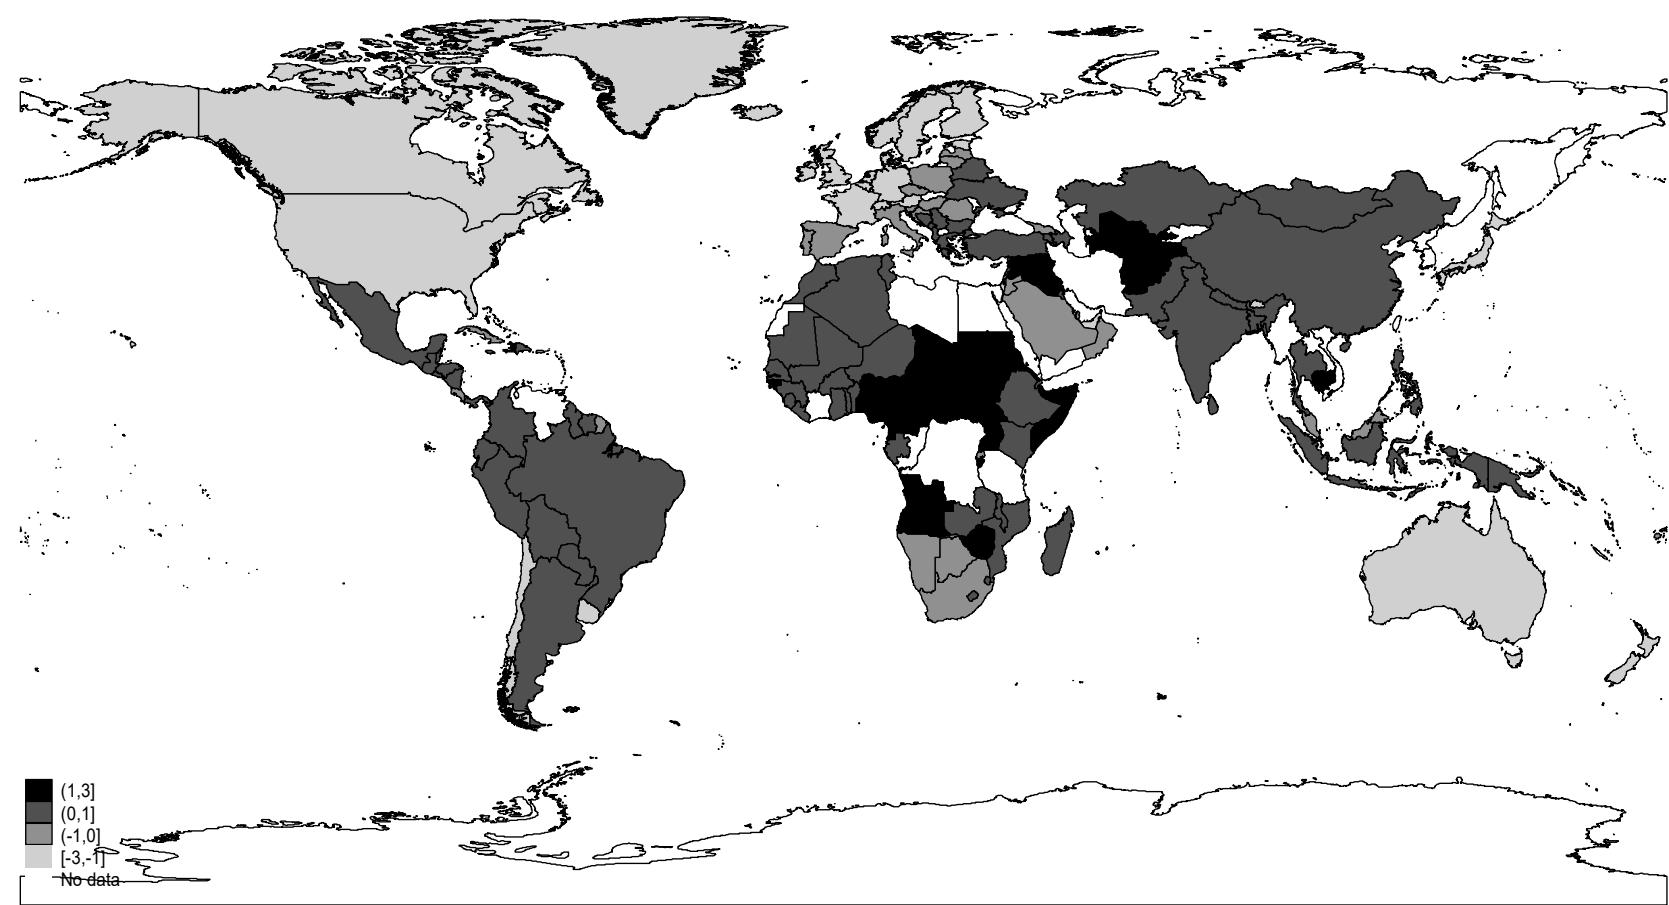 (1,3]
(0,1]
(-1,0]
[-3,-1]
No data